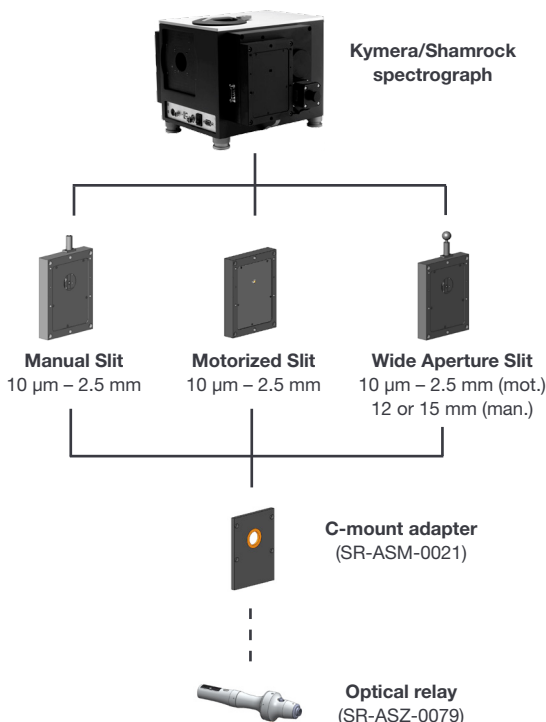 Kymera/Shamrock
spectrograph
Manual Slit
10 µm – 2.5 mm
Motorized Slit
10 µm – 2.5 mm
Wide Aperture Slit
10 µm – 2.5 mm (mot.)
12 or 15 mm (man.)
C-mount adapter
(SR-ASM-0021)
Optical relay
(SR-ASZ-0079)